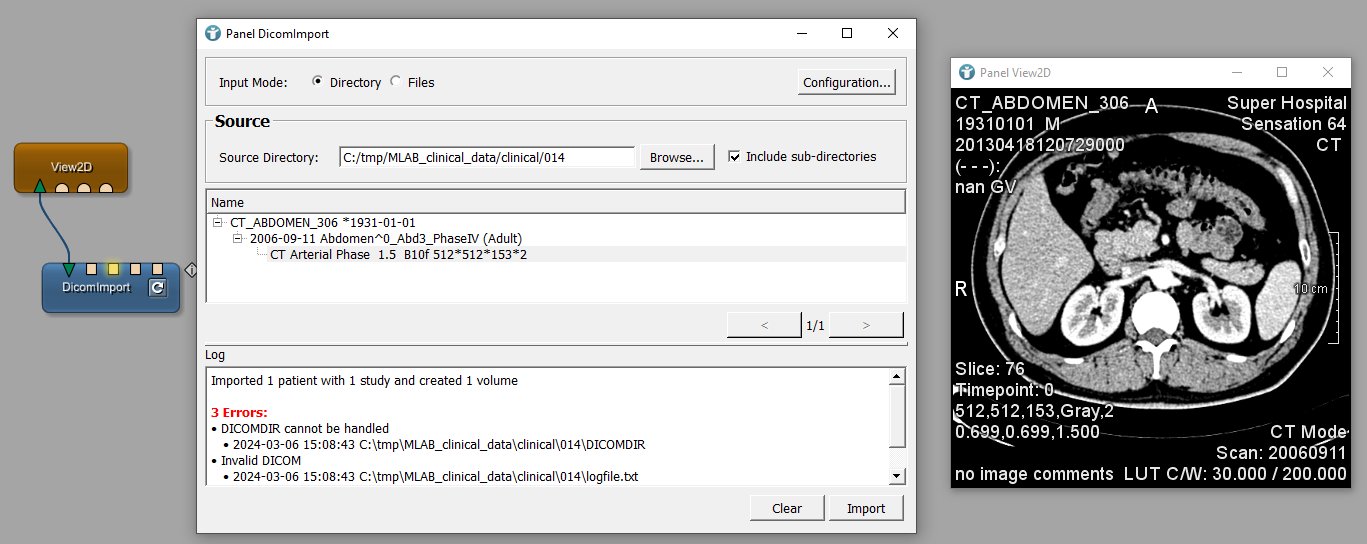 View2D
DicomImport
Panel DicomImport
Input Mode: Directory Files Configuration...
Source
Source Directory: C:/tmp/MLAB_clinical_data/clinical/014 Browse... Include sub-directories
Name
CT_ABDOMEN_306 *1931-01-01
2006-09-11 Abdomen^0_Abd3_PhaseIV (Adult)
CT Arterial Phase 1.5 B10f 512*512*153*2
< 1/1 >
Log
Imported 1 patient with 1 study and created 1 volume
3 Errors:
• DICOMDIR cannot be handled
• 2024-03-06 15:08:43 C:\tmp\MLAB_clinical_data\clinical\014\DICOMDIR
• Invalid DICOM
• 2024-03-06 15:08:43 C:\tmp\MLAB_clinical_data\clinical\014\logfile.txt
Clear Import
Panel View2D
CT_ABDOMEN_306 A Super Hospital
19310101 M Sensation 64
20130418120729000 CT
(- - -):
nan GV
R
10 cm
Slice: 76
Timepoint: 0
512,512,153,Gray,2
0.699,0.699,1.500 CT Mode
Scan: 20060911
no image comments LUT C/W: 30.000 / 200.000